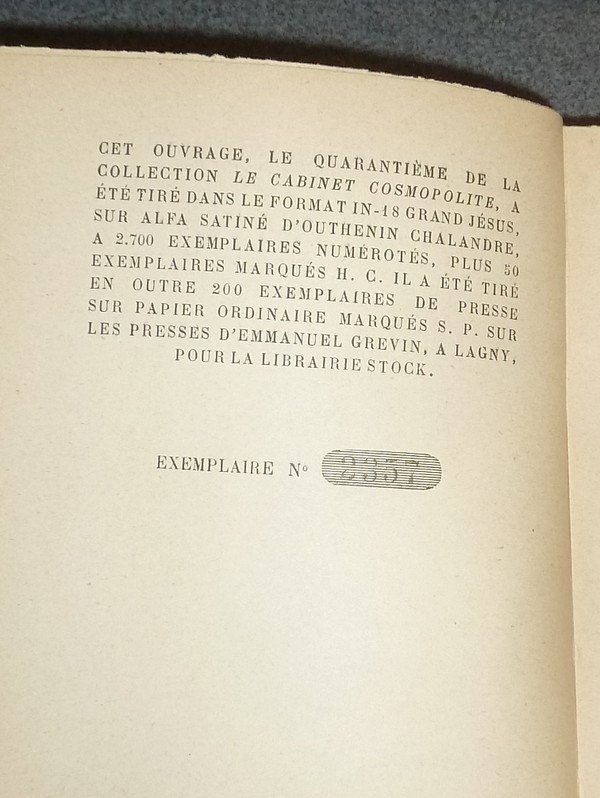 CET OUVRAGE, LE QUARANTIÈME DE LA
COLLECTION LE CABINET COSMOPOLITE, A
ÉTÉ TIRÉ DANS LE FORMAT IN-18 GRAND JÉSUS,
SUR ALFA SATINÉ D'OUTHENIN CHALANDRE,
A 2.700 EXEMPLAIRES NUMÉROTÉS, PLUS 50
EXEMPLAIRES MARQUÉS H. C. IL A ÉTÉ TIRÉ
EN OUTRE 200 EXEMPLAIRES DE PRESSE
SUR PAPIER ORDINAIRE MARQUÉS S. P. SUR
LES PRESSES D'EMMANUEL GREVIN, A LAGNY,
POUR LA LIBRAIRIE STOCK.
EXEMPLAIRE Nº 2357